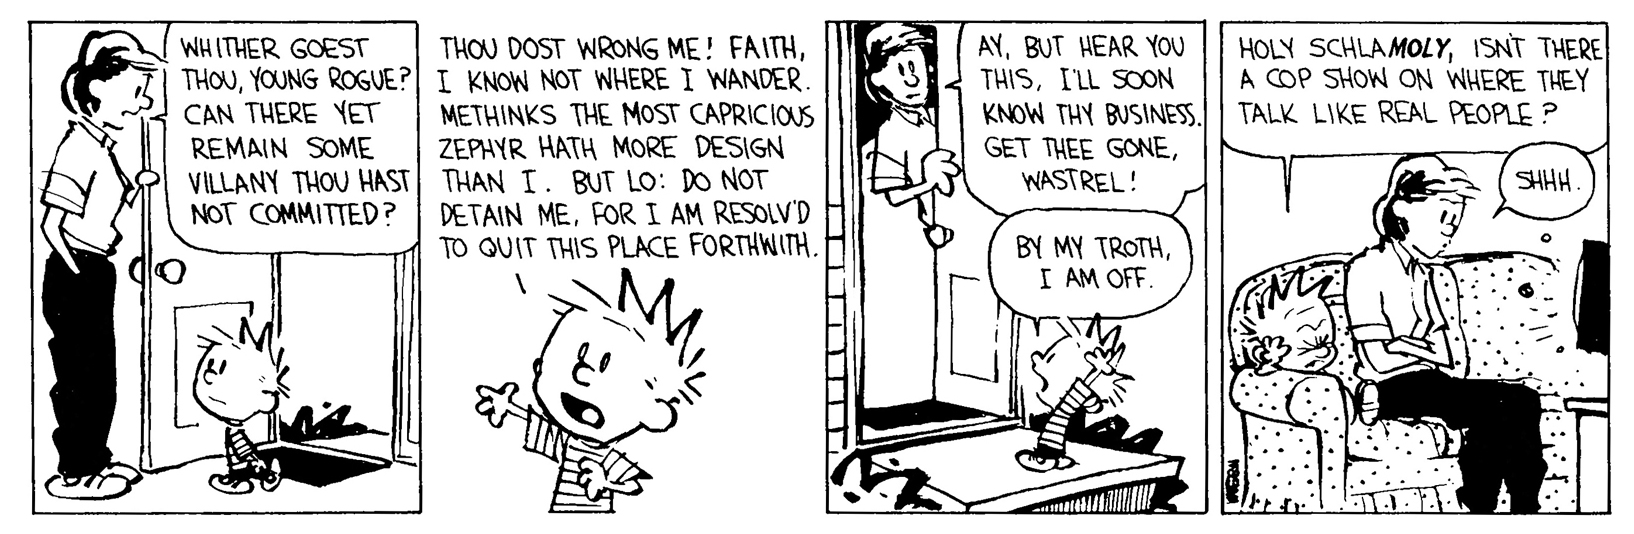 WHITHER GOEST
THOU, YOUNG ROGUE?
CAN THERE YET
REMAIN SOME
VILLANY THOU HAST
NOT COMMITTED?
THOU DOST WRONG ME! FAITH,
I KNOW NOT WHERE I WANDER.
METHINKS THE MOST CAPRICIOUS
ZEPHYR HATH MORE DESIGN
THAN I. BUT LO: DO NOT
DETAIN ME, FOR I AM RESOLV'D
TO QUIT THIS PLACE FORTHWITH.
AY, BUT HEAR YOU
THIS, I'LL SOON
KNOW THY BUSINESS.
GET THEE GONE,
WASTREL!
BY MY TROTH,
I AM OFF.
HOLY SCHLAMOLY, ISN'T THERE
A COP SHOW ON WHERE THEY
TALK LIKE REAL PEOPLE?
SHHH.